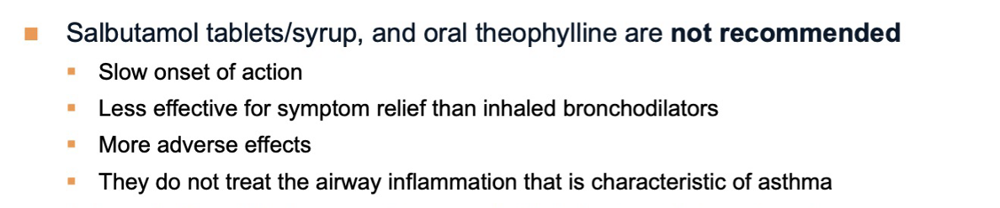 Salbutamol tablets/syrup, and oral theophylline are not recommended
Slow onset of action
Less effective for symptom relief than inhaled bronchodilators
More adverse effects
They do not treat the airway inflammation that is characteristic of asthma